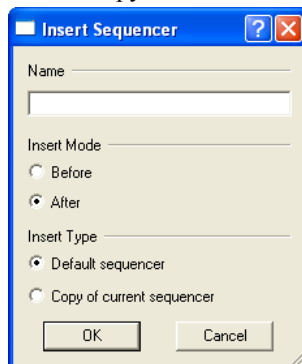 Insert Sequencer
Name
Insert Mode
Before
After
Insert Type
Default sequencer
Copy of current sequencer
OK Cancel